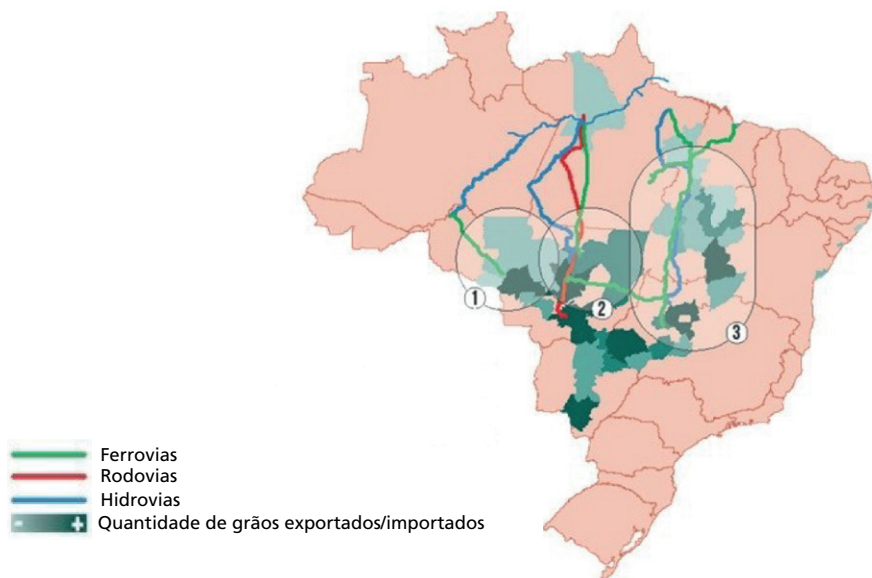 1
2
3
Ferrovias
Rodovias
Hidrovias
- + Quantidade de grãos exportados/importados